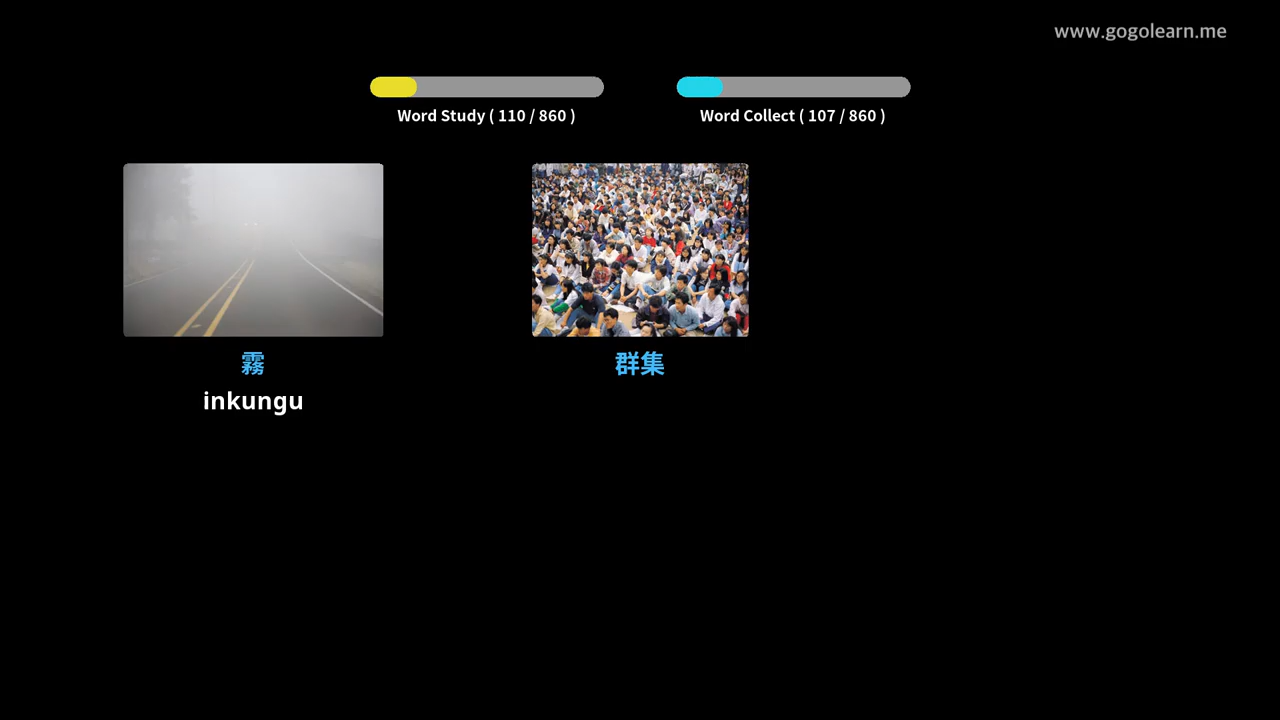 www.gogolearn.me
Word Study ( 110 / 860 )
Word Collect ( 107 / 860 )
霧
群集
inkungu